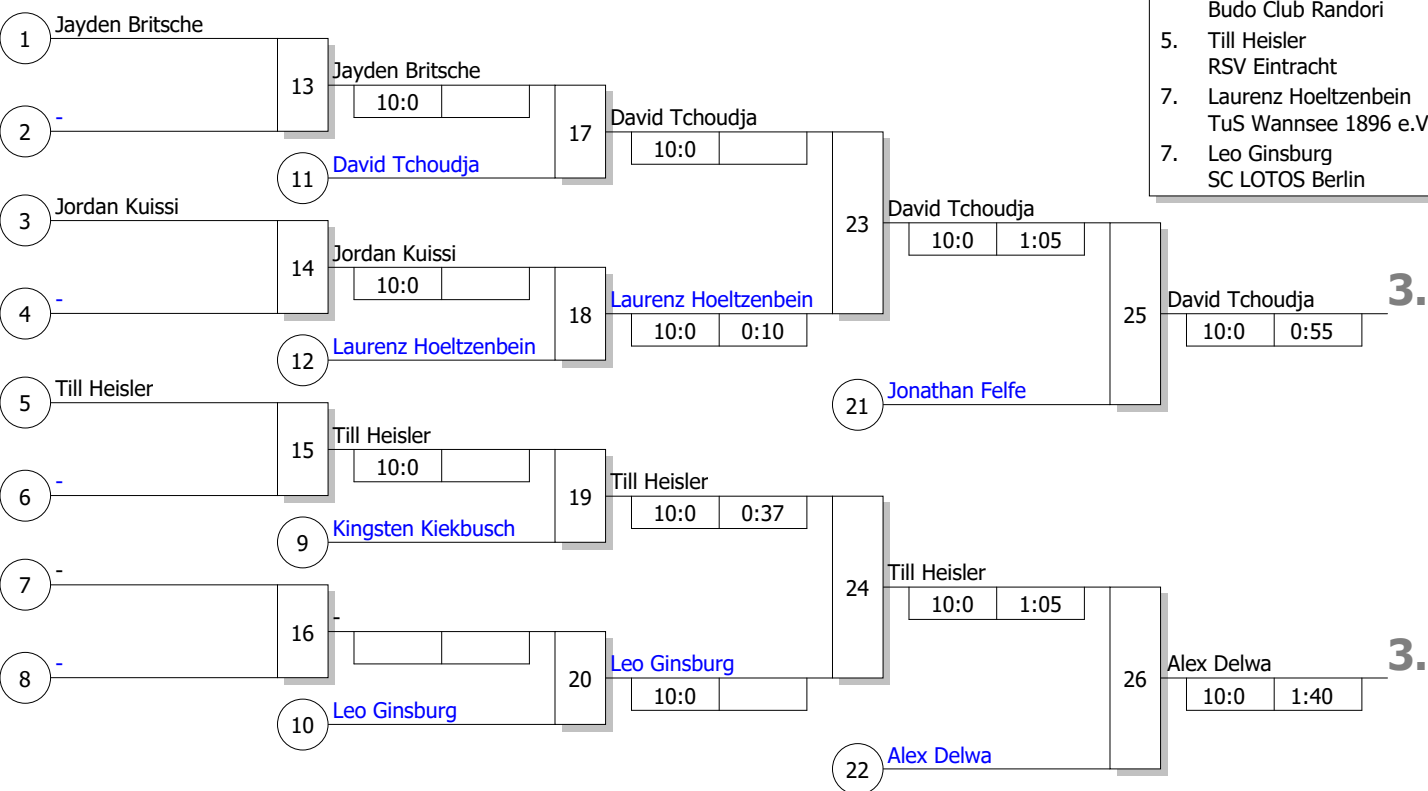 Budo Club Randori
5. Till Heisler
RSV Eintracht
7. Laurenz Hoeltzenbein
TuS Wannsee 1896 e.V
7. Leo Ginsburg
SC LOTOS Berlin
1 Jayden Britsche
2 -
13 Jayden Britsche
10:0
11 David Tchoudja
17 David Tchoudja
10:0
3 Jordan Kuissi
4 -
14 Jordan Kuissi
10:0
12 Laurenz Hoeltzenbein
18 Laurenz Hoeltzenbein
10:0 0:10
23 David Tchoudja
10:0 1:05
21 Jonathan Felfe
25 David Tchoudja 3.
10:0 0:55
5 Till Heisler
6 -
15 Till Heisler
10:0
9 Kingsten Kiekbusch
19 Till Heisler
10:0 0:37
7 -
8 -
16 -
10 Leo Ginsburg
20 Leo Ginsburg
10:0
24 Till Heisler
10:0 1:05
22 Alex Delwa
26 Alex Delwa 3.
10:0 1:40